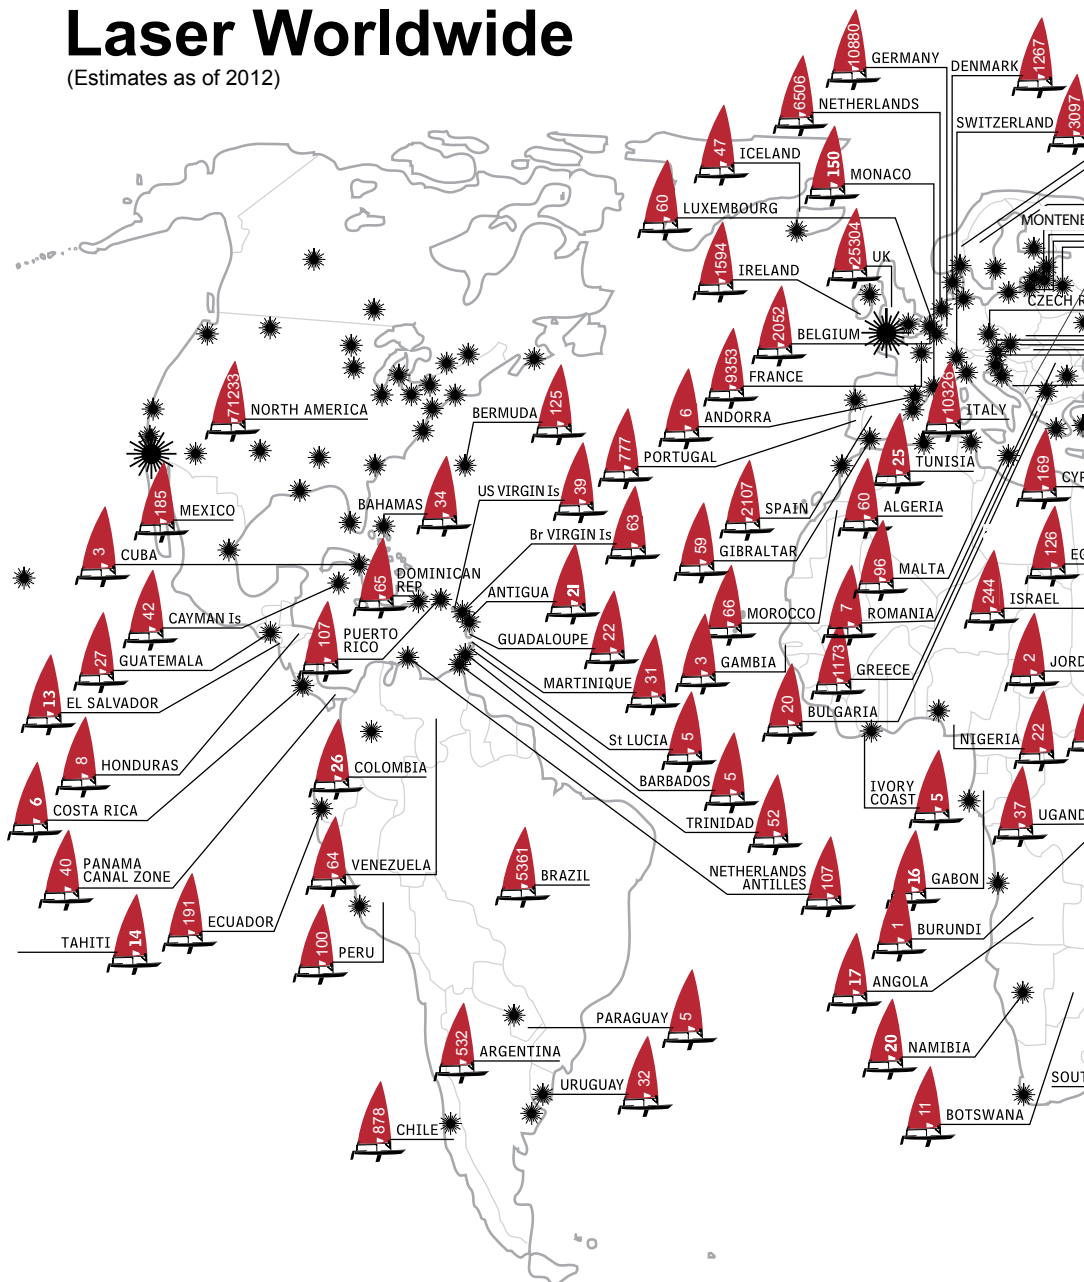 Laser Worldwide
(Estimates as of 2012)
10880
GERMANY
1267
DENMARK
6506
NETHERLANDS
3097
SWITZERLAND
47
ICELAND
150
MONACO
60
LUXEMBOURG
MONTENE
25304
UK
1594
IRELAND
CZECH R
2052
BELGIUM
9353
FRANCE
71233
NORTH AMERICA
125
BERMUDA
6
ANDORRA
10326
ITALY
777
PORTUGAL
25
TUNISIA
185
MEXICO
34
BAHAMAS
39
US VIRGIN Is
2107
SPAIN
60
ALGERIA
169
CYP
3
CUBA
63
Br VIRGIN Is
59
GIBRALTAR
126
EG
65
DOMINICAN
REP
21
ANTIGUA
96
MALTA
244
ISRAEL
42
CAYMAN Is
66
MOROCCO
7
ROMANIA
27
GUATEMALA
107
PUERTO
RICO
22
GUADALOUPE
3
GAMBIA
1173
GREECE
2
JORD
13
EL SALVADOR
31
MARTINIQUE
20
BULGARIA
8
HONDURAS
26
COLOMBIA
5
St LUCIA
22
NIGERIA
6
COSTA RICA
5
BARBADOS
5
IVORY
COAST
37
UGAND
40
PANAMA
CANAL ZONE
64
VENEZUELA
5361
BRAZIL
52
TRINIDAD
107
NETHERLANDS
ANTILLES
16
GABON
14
TAHITI
191
ECUADOR
100
PERU
1
BURUNDI
17
ANGOLA
5
PARAGUAY
532
ARGENTINA
20
NAMIBIA
32
URUGUAY
SOUT
878
CHILE
11
BOTSWANA